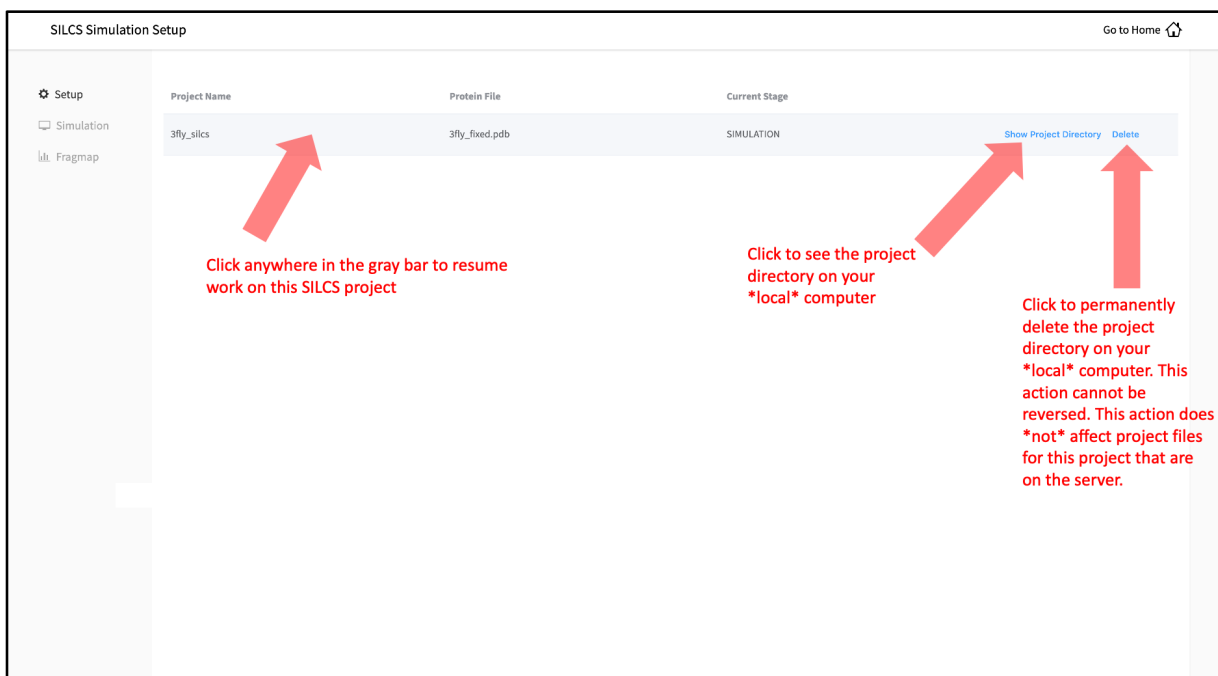 SILCS Simulation Setup
Go to Home
Setup
Simulation
Fragmap
Project Name
Protein File
Current Stage
3fly_silcs
3fly_fixed.pdb
SIMULATION
Show Project Directory
Delete
Click anywhere in the gray bar to resume
work on this SILCS project
Click to see the project
directory on your
*local* computer
Click to permanently
delete the project
directory on your
*local* computer. This
action cannot be
reversed. This action does
*not* affect project files
for this project that are
on the server.